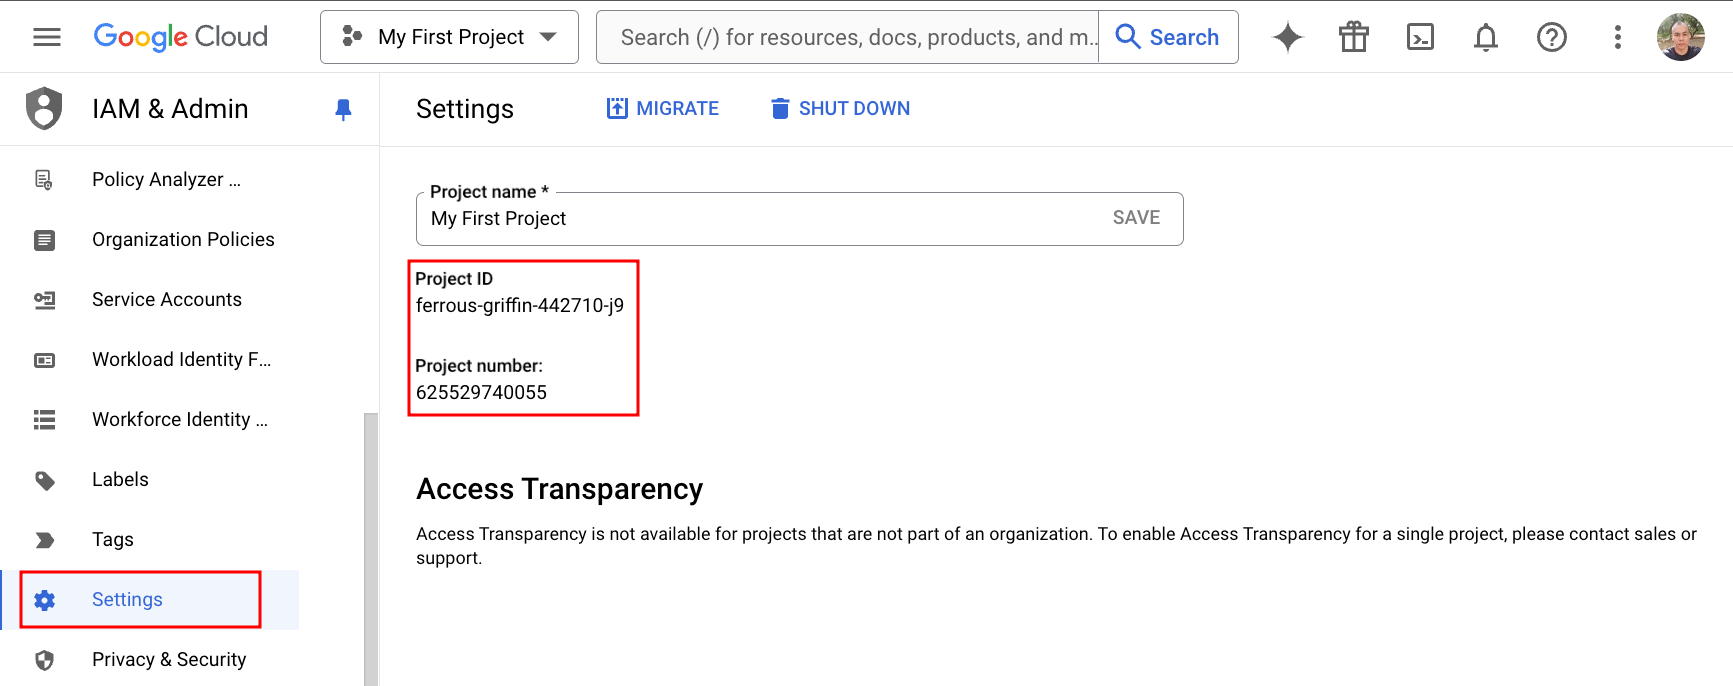 Google Cloud
My First Project
Search (/) for resources, docs, products, and m...
Search
IAM & Admin
Settings
MIGRATE
SHUT DOWN
Policy Analyzer ...
Organization Policies
Service Accounts
Workload Identity F...
Workforce Identity ...
Labels
Tags
Settings
Privacy & Security
Project name *
My First Project
SAVE
Project ID
ferrous-griffin-442710-j9
Project number:
625529740055
Access Transparency
Access Transparency is not available for projects that are not part of an organization. To enable Access Transparency for a single project, please contact sales or
support.